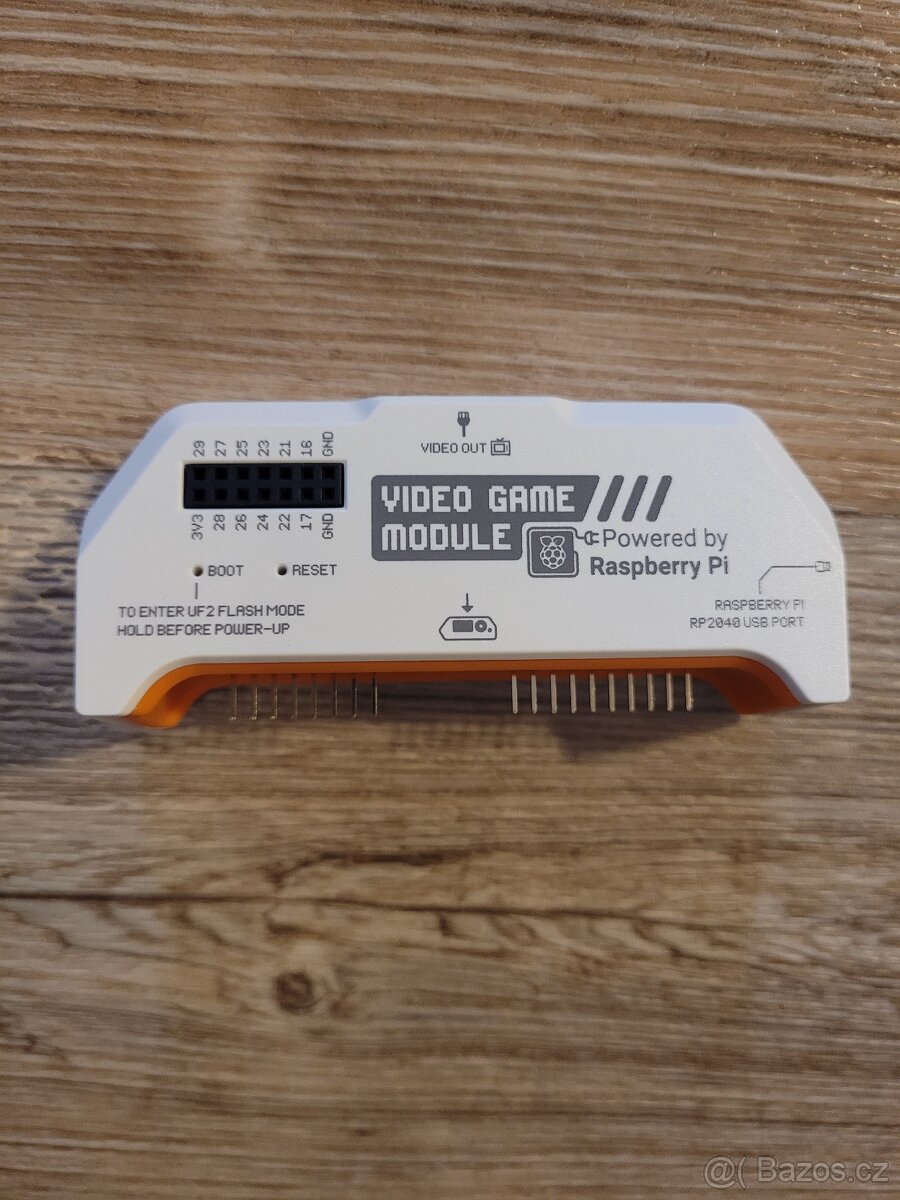 29 27 25 23 21 16 GND
3V3 28 26 24 22 17 GND
VIDEO OUT
VIDEO GAME
MODULE
Powered by
Raspberry Pi
BOOT
RESET
TO ENTER UF2 FLASH MODE
HOLD BEFORE POWER-UP
RASPBERRY PI
RP2040 USB PORT
@( Bazos.cz